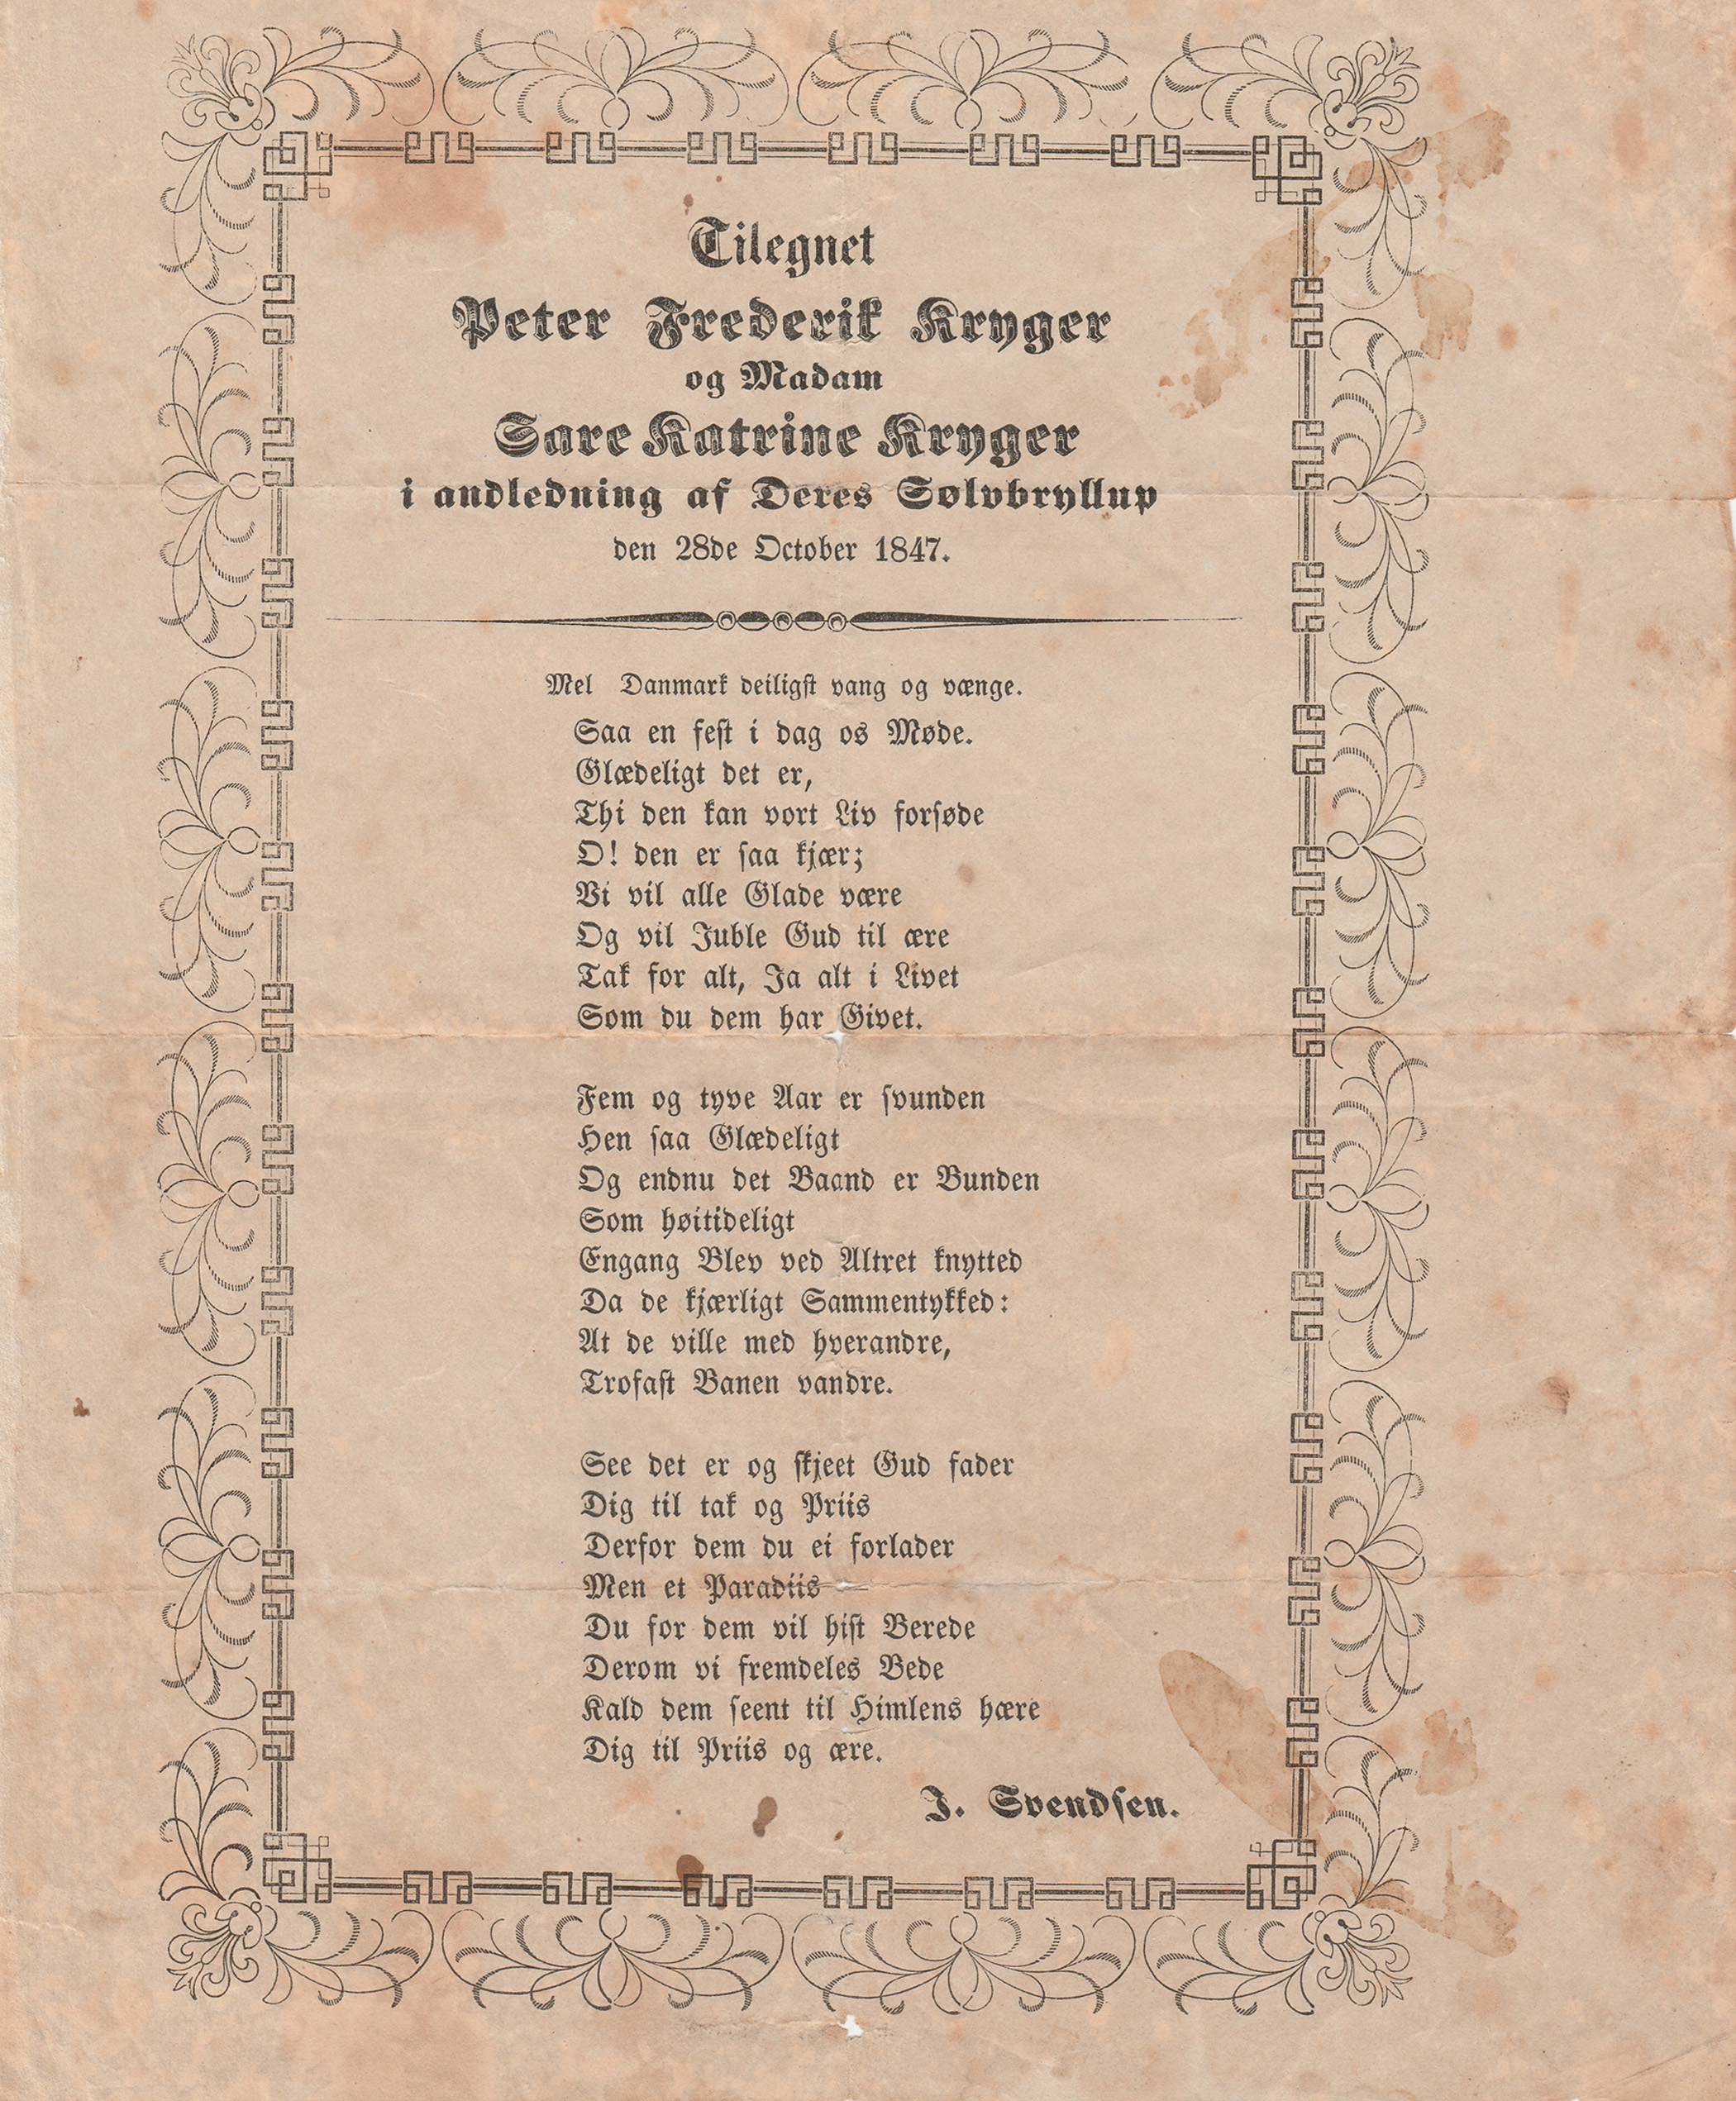 Tilegnet
Peter Frederik Kryger
og Madam
Sare Katrine Kryger
i andledning af Deres Sølvbryllup
den 28de October 1847.
Mel Danmark deiligst vang og vænge.
Saa en fest i dag os Møde.
Glædeligt det er,
Thi den kan vort Liv forsøde
O! den er saa kjær;
Vi vil alle Glade være
Og vil Juble Gud til ære
Tak for alt, Ja alt i Livet
Som du dem har Givet.
Fem og tyve Aar er svunden
Hen saa Glædeligt
Og endnu det Baand er Bunden
Som høitideligt
Engang Blev ved Altret knytted
Da de kjærligt Sammentykked:
At de ville med hverandre,
Trofast Banen vandre.
See det er og skjeet Gud fader
Dig til tak og Priis
Derfor dem du ei forlader
Men et Paradiis
Du for dem vil hist Berede
Derom vi fremdeles Bede
Kald dem seent til Himlens hære
Dig til Priis og ære.
J. Svendsen.